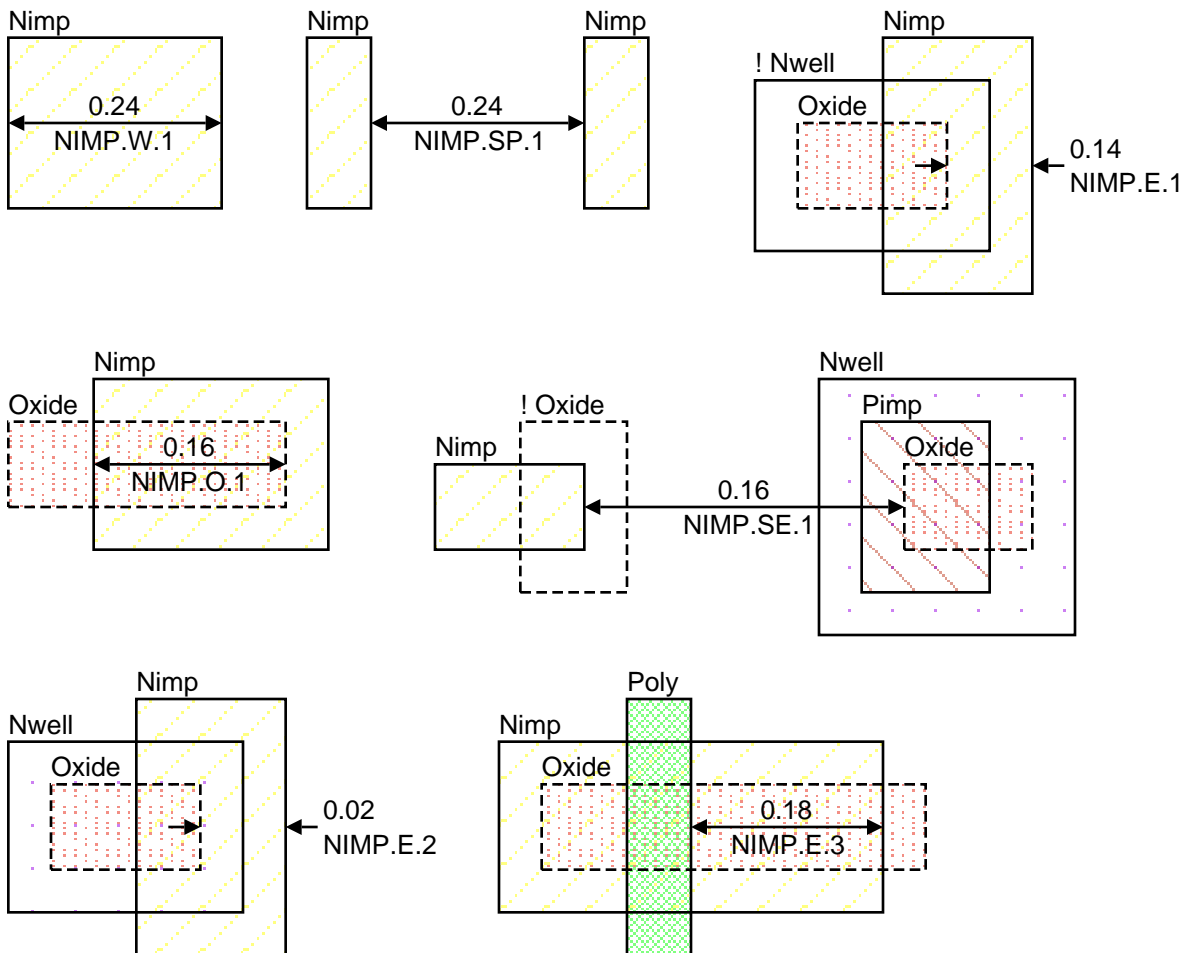 Nimp
0.24
NIMP.W.1
Nimp
Nimp
0.24
NIMP.SP.1
Nimp
! Nwell
Oxide
0.14
NIMP.E.1
Nimp
Oxide
0.16
NIMP.O.1
! Oxide
Nimp
0.16
NIMP.SE.1
Nwell
Pimp
Oxide
Nimp
Nwell
Oxide
0.02
NIMP.E.2
Poly
Nimp
Oxide
0.18
NIMP.E.3